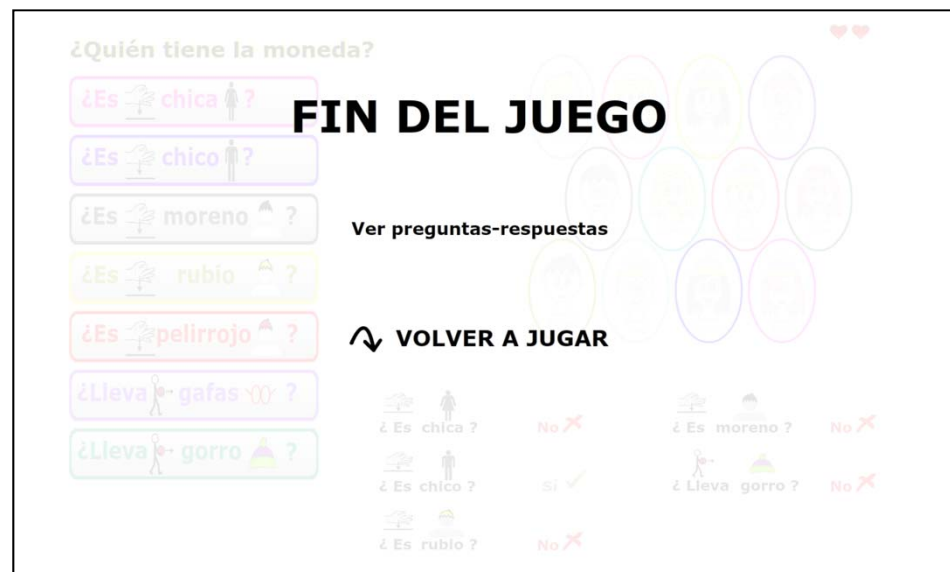 ¿Quién tiene la moneda?
FIN DEL JUEGO
¿Es chica ?
¿Es chico ?
¿Es moreno ?
¿Es rubio ?
¿Es pelirrojo ?
¿Lleva gafas ?
¿Lleva gorro ?
Ver preguntas-respuestas
VOLVER A JUGAR
¿ Es chica ? No
¿ Es chico ? Sí
¿ Es rubio ? No
¿ Es moreno ? No
¿ Lleva gorro ? No